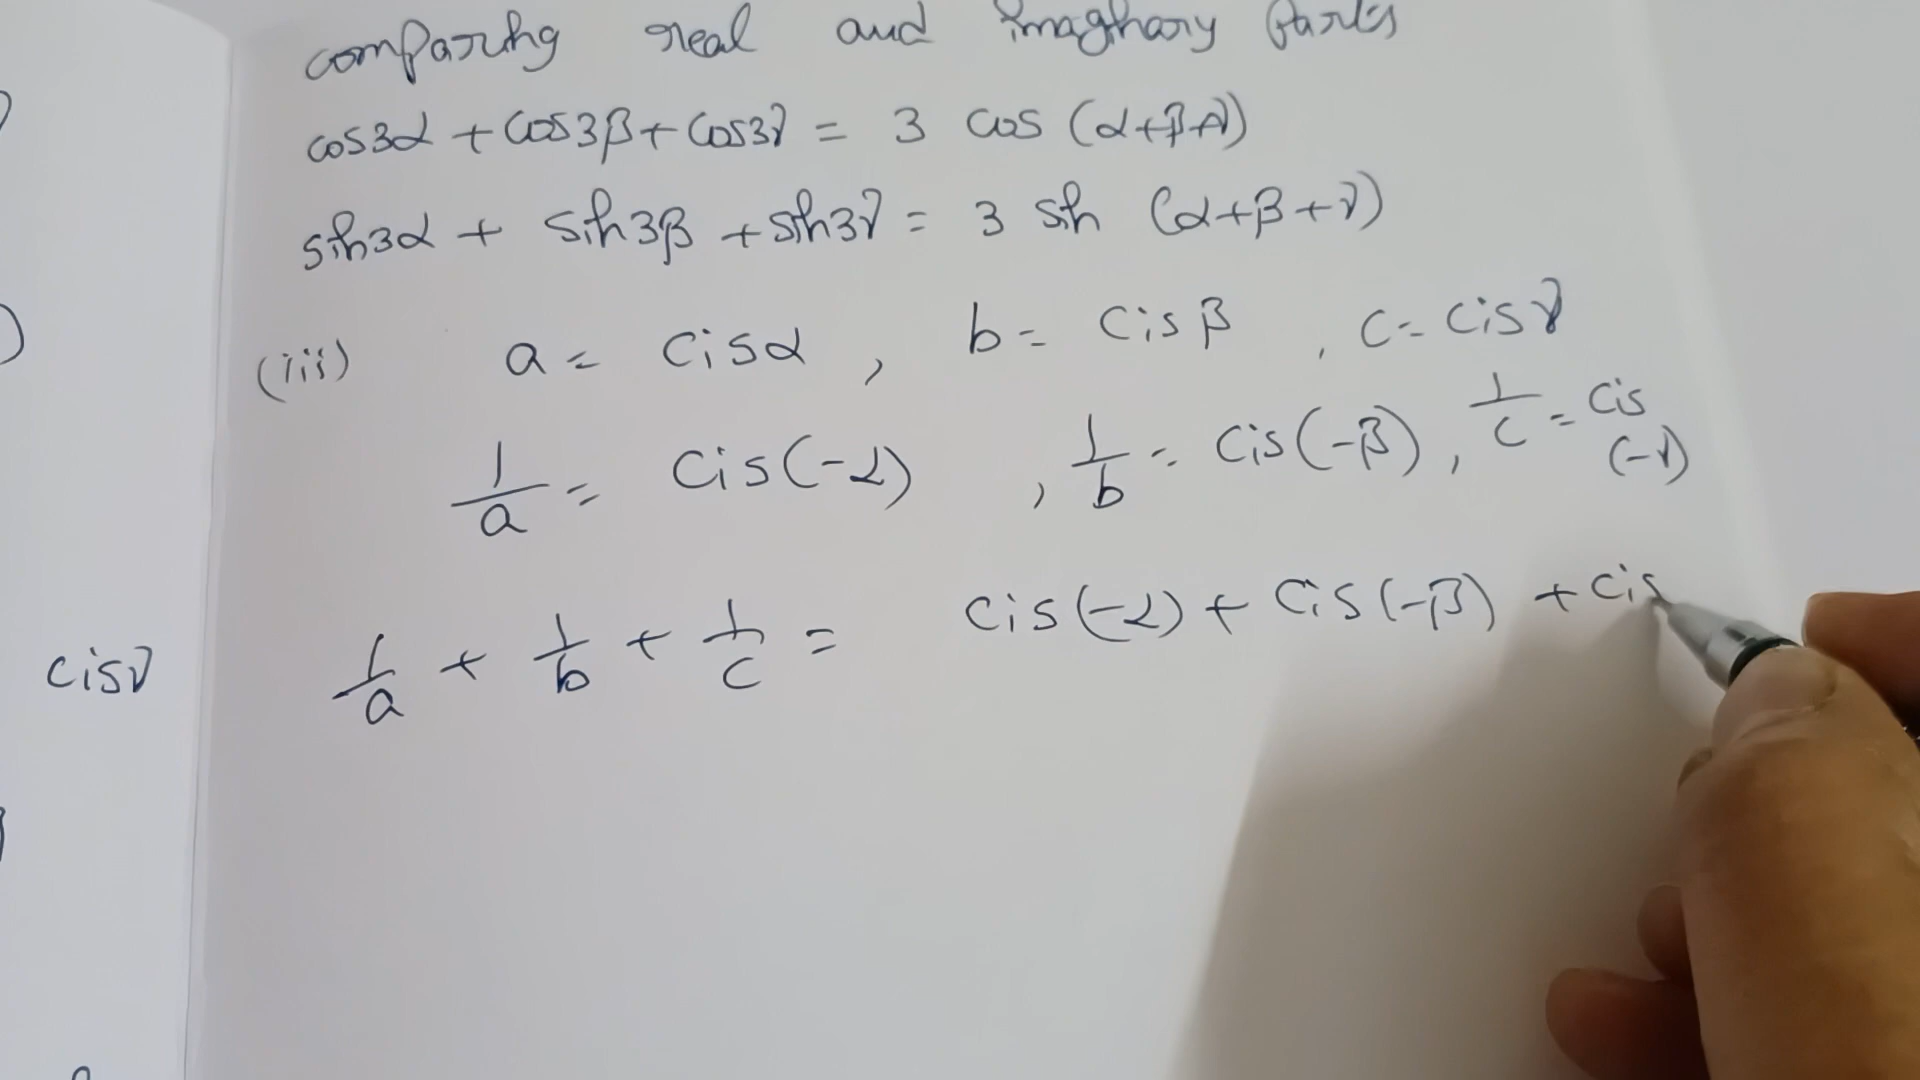 comparing real and imaginary parts
cos3α + cos3β + cos3γ = 3 cos (α+β+γ)
sin3α + sin3β + sin3γ = 3 sin (α+β+γ)
(iii) a = cisα , b = cisβ , c = cisγ
1/a = cis(-α) , 1/b = cis(-β) , 1/c = cis (-γ)
cisγ
1/a + 1/b + 1/c = cis(-α) + cis(-β) + cis